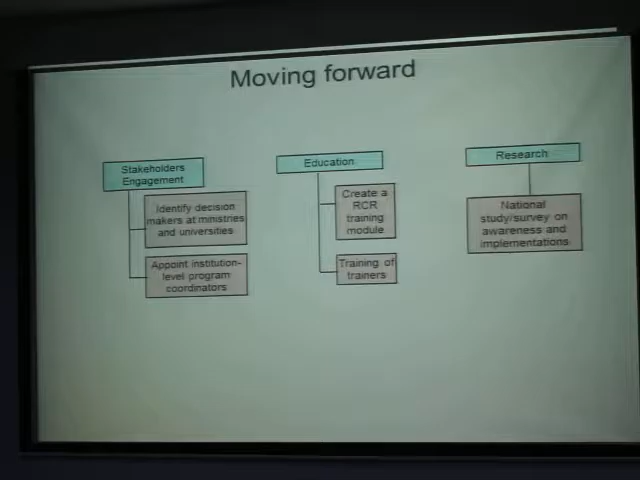 Moving forward
Stakeholders
Engagement
Identify decision
makers at ministries
and universities
Appoint institution-
level program
coordinators
Education
Create a
RCR
training
module
Training of
trainers
Research
National
study/survey on
awareness and
implementations